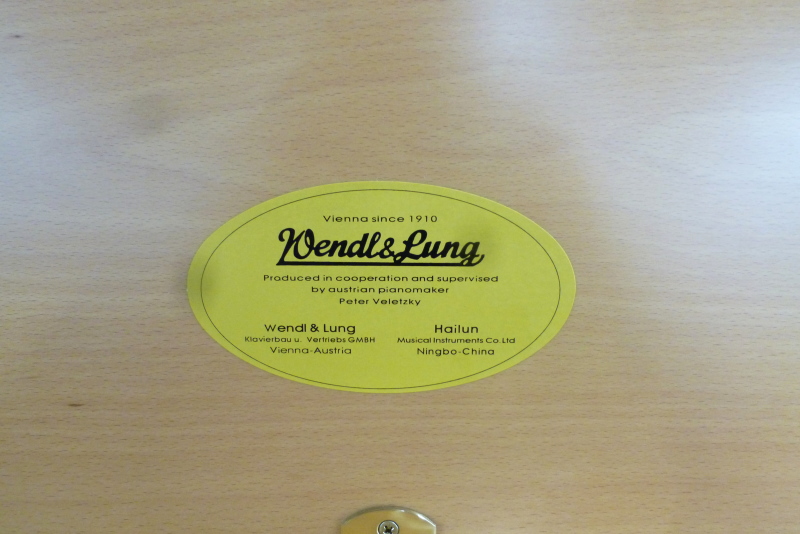 Vienna since 1910
Wendl&Lung
Produced in cooperation and supervised
by austrian pianomaker
Peter Veletzky
Wendl & Lung
Klavierbau u. Vertriebs GMBH
Vienna-Austria
Hailun
Musical Instruments Co.Ltd
Ningbo-China